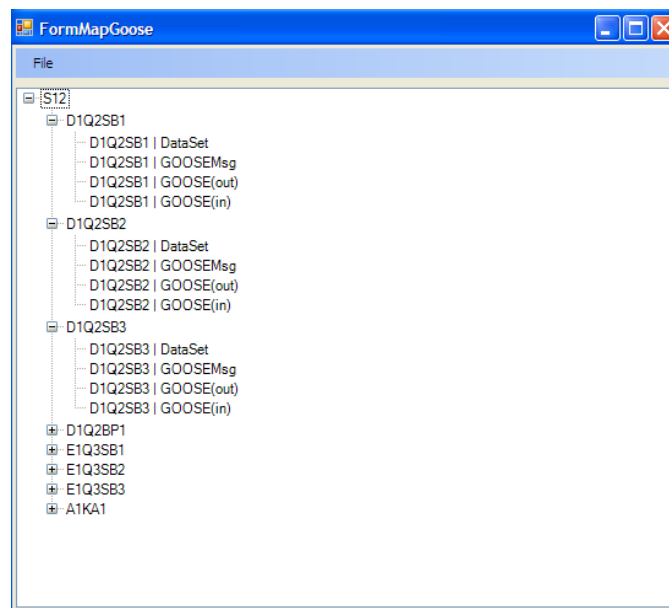 FormMapGoose
File
S12
D1Q2SB1
D1Q2SB1 | DataSet
D1Q2SB1 | GOOSEMsg
D1Q2SB1 | GOOSE(out)
D1Q2SB1 | GOOSE(in)
D1Q2SB2
D1Q2SB2 | DataSet
D1Q2SB2 | GOOSEMsg
D1Q2SB2 | GOOSE(out)
D1Q2SB2 | GOOSE(in)
D1Q2SB3
D1Q2SB3 | DataSet
D1Q2SB3 | GOOSEMsg
D1Q2SB3 | GOOSE(out)
D1Q2SB3 | GOOSE(in)
D1Q2BP1
E1Q3SB1
E1Q3SB2
E1Q3SB3
A1KA1